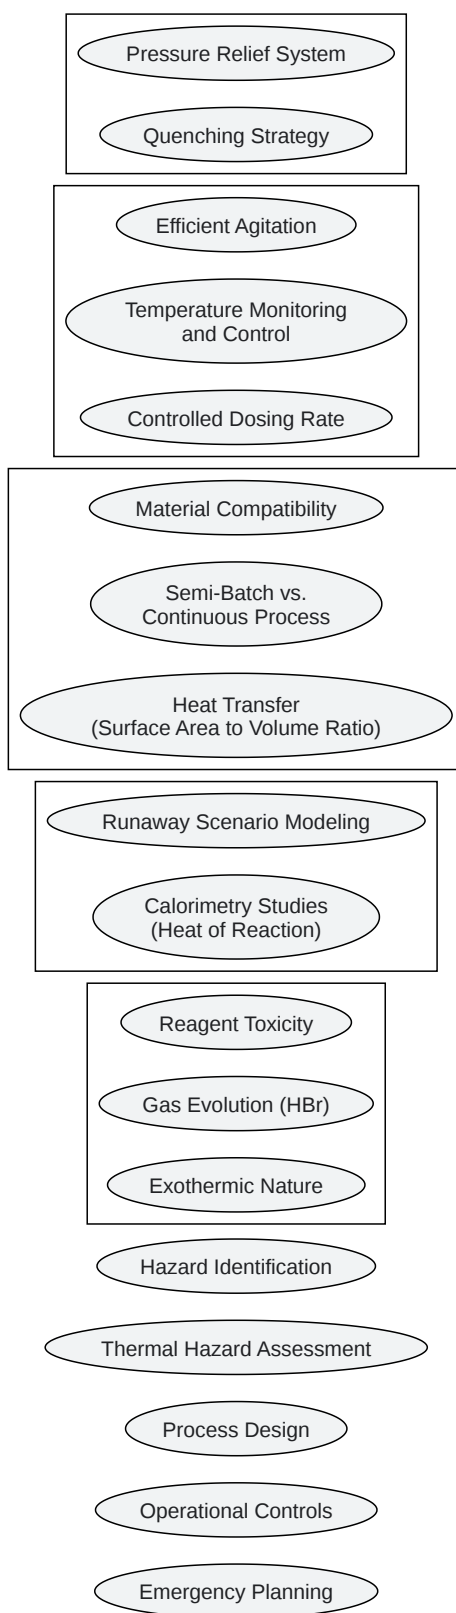 Pressure Relief System
Quenching Strategy
Efficient Agitation
Temperature Monitoring
and Control
Controlled Dosing Rate
Material Compatibility
Semi-Batch vs.
Continuous Process
Heat Transfer
(Surface Area to Volume Ratio)
Runaway Scenario Modeling
Calorimetry Studies
(Heat of Reaction)
Reagent Toxicity
Gas Evolution (HBr)
Exothermic Nature
Hazard Identification
Thermal Hazard Assessment
Process Design
Operational Controls
Emergency Planning